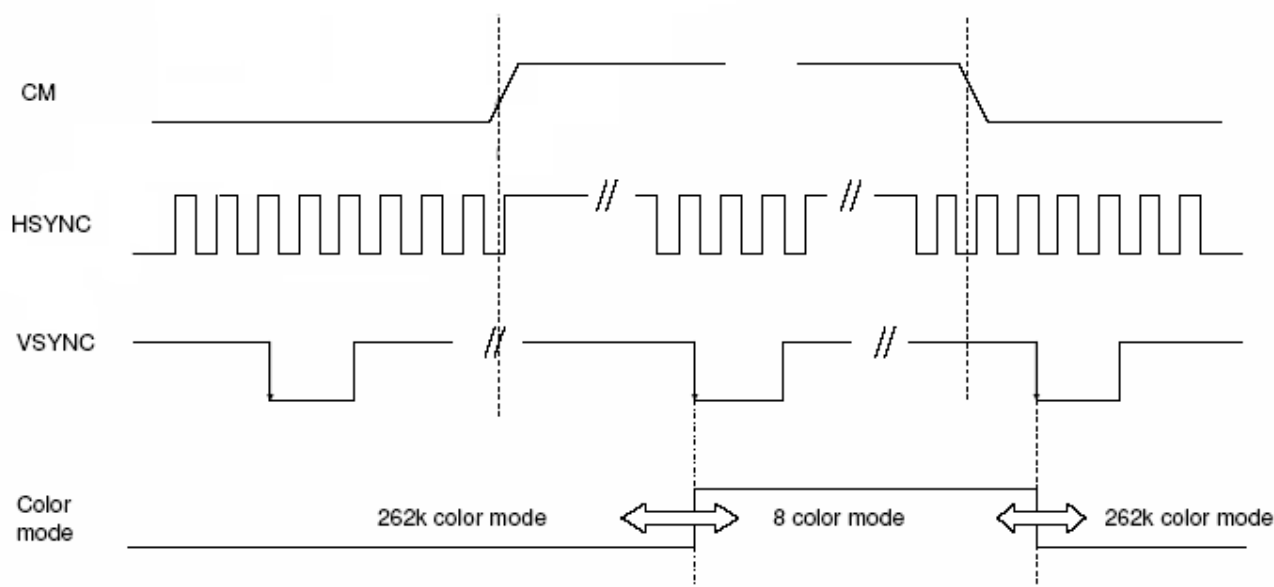 CM
HSYNC
VSYNC
Color
mode
262k color mode
8 color mode
262k color mode